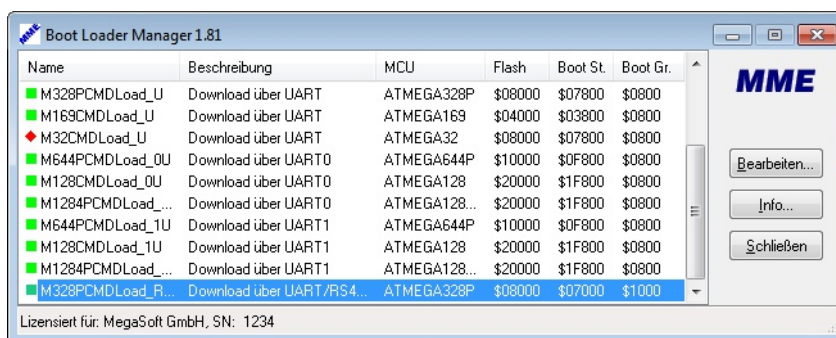 MME Boot Loader Manager 1.81
Name Beschreibung MCU Flash Boot St. Boot Gr.
M328PCMDLoad_U Download über UART ATMEGA328P $08000 $07800 $0800
M169CMDLoad_U Download über UART ATMEGA169 $04000 $03800 $0800
M32CMDLoad_U Download über UART ATMEGA32 $08000 $07800 $0800
M644PCMDLoad_0U Download über UART0 ATMEGA644P $10000 $0F800 $0800
M128CMDLoad_0U Download über UART0 ATMEGA128 $20000 $1F800 $0800
M1284PCMDLoad_... Download über UART0 ATMEGA128... $20000 $1F800 $0800
M644PCMDLoad_1U Download über UART1 ATMEGA644P $10000 $0F800 $0800
M128CMDLoad_1U Download über UART1 ATMEGA128 $20000 $1F800 $0800
M1284PCMDLoad_... Download über UART1 ATMEGA128... $20000 $1F800 $0800
M328PCMDLoad_R... Download über UART/RS4... ATMEGA328P $08000 $07000 $1000
MME
Bearbeiten...
Info...
Schließen
Lizensiert für: MegaSoft GmbH, SN: 1234